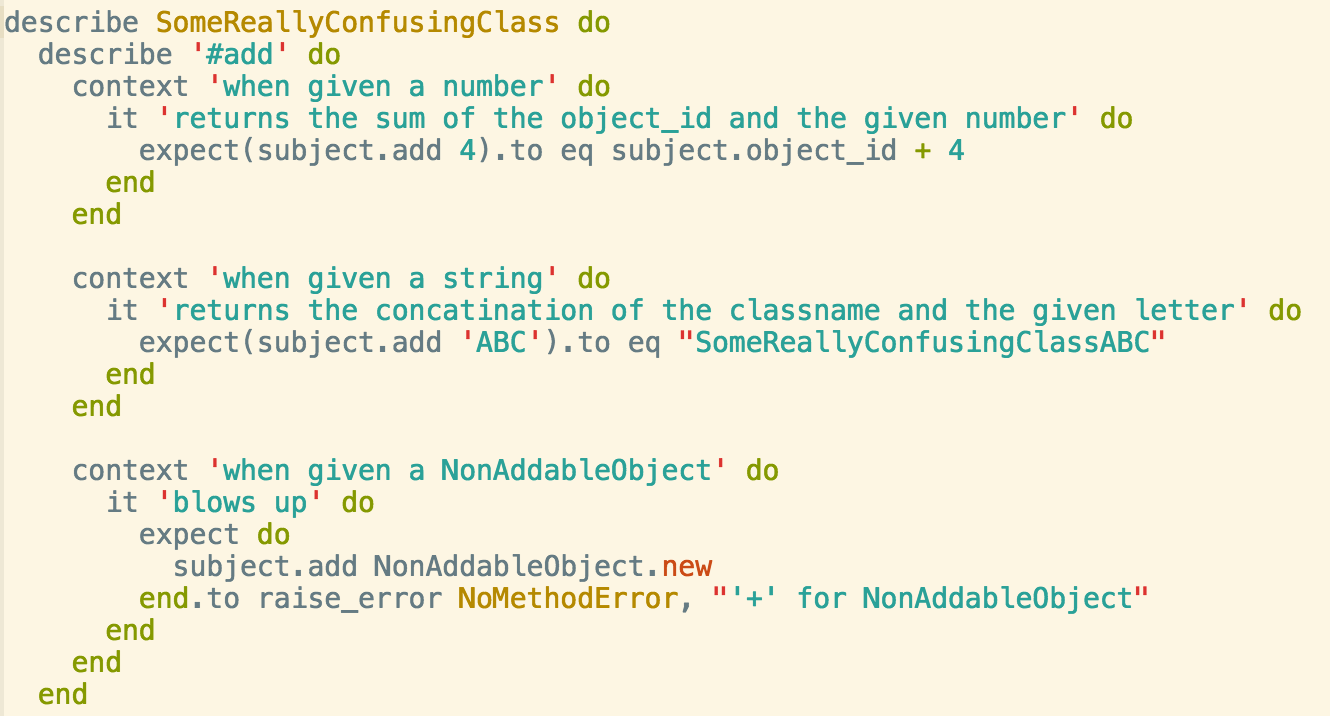 describe SomeReallyConfusingClass do
  describe '#add' do
    context 'when given a number' do
      it 'returns the sum of the object_id and the given number' do
        expect(subject.add 4).to eq subject.object_id + 4
      end
    end

    context 'when given a string' do
      it 'returns the concatination of the classname and the given letter' do
        expect(subject.add 'ABC').to eq "SomeReallyConfusingClassABC"
      end
    end

    context 'when given a NonAddableObject' do
      it 'blows up' do
        expect do
          subject.add NonAddableObject.new
        end.to raise_error NoMethodError, "'+' for NonAddableObject"
      end
    end
  end